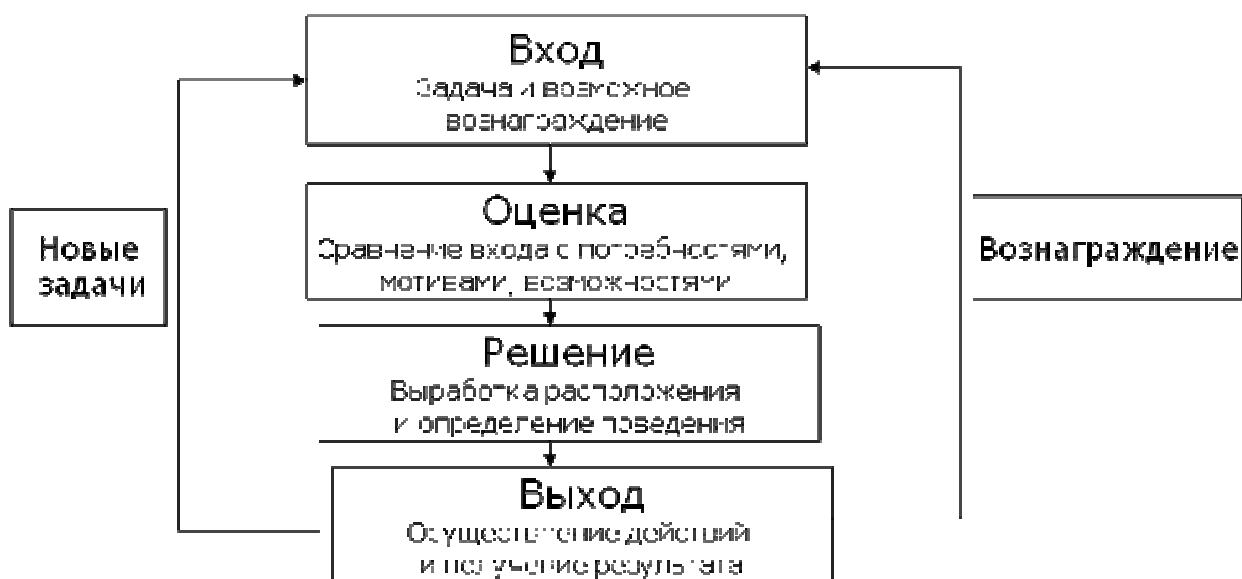 Вход
Задача и возможное
вознаграждение
Оценка
Сравнение входа с потребностями,
мотивами, возможностями
Новые
задачи
Вознаграждение
Решение
Выработка расположения
и определение поведения
Выход
Осуществление действий
и получение результата